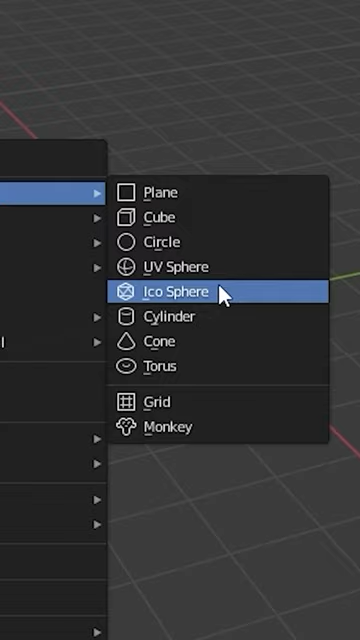 Plane
Cube
Circle
UV Sphere
Ico Sphere
Cylinder
Cone
Torus
Grid
Monkey